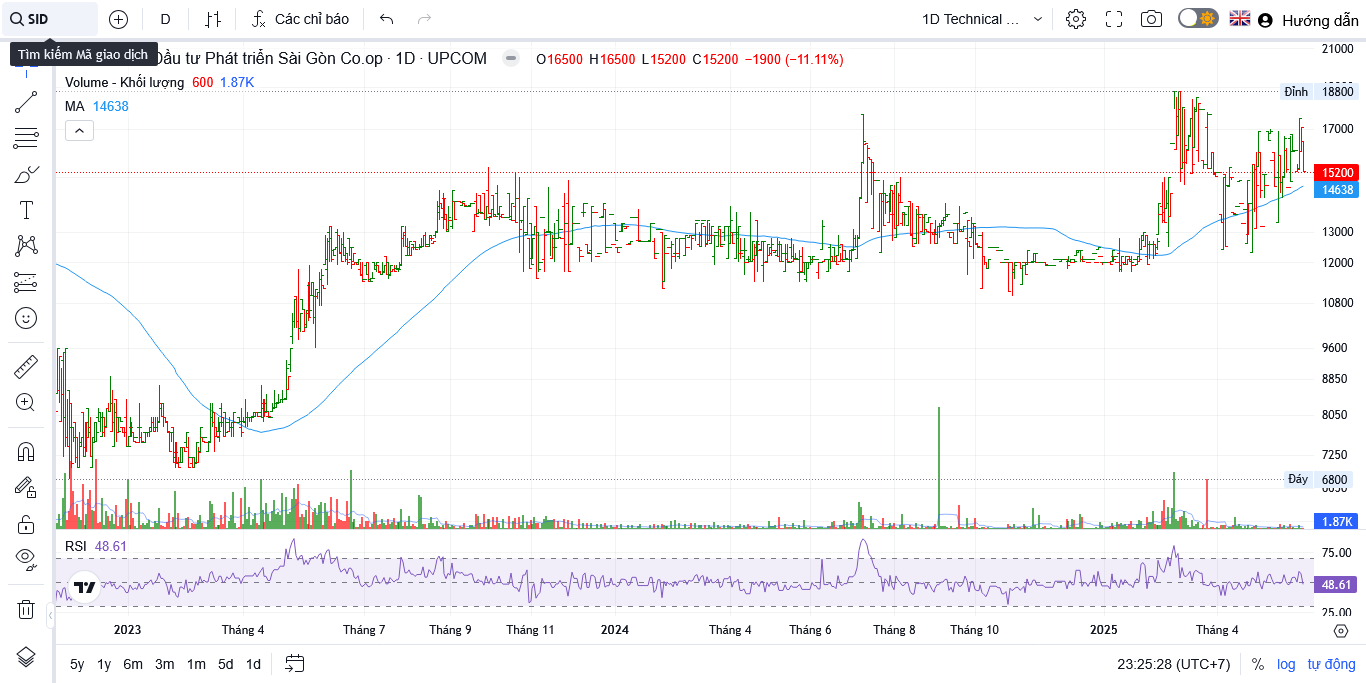 SID
D
Các chỉ báo
1D Technical ...
Hướng dẫn
Tìm kiếm Mã giao dịch
Đầu tư Phát triển Sài Gòn Co.op · 1D · UPCOM
O16500 H16500 L15200 C15200 −1900 (−11.11%)
Volume - Khối lượng 600 1.87K
MA 14638
21000
Đỉnh 18800
17000
15200
14638
13000
12000
10800
9600
8850
8050
7250
Đáy 6800
1.87K
RSI 48.61
75.00
48.61
25.00
2023 Tháng 4 Tháng 7 Tháng 9 Tháng 11 2024 Tháng 4 Tháng 6 Tháng 8 Tháng 10 2025 Tháng 4
5y 1y 6m 3m 1m 5d 1d
23:25:28 (UTC+7) % log tự động